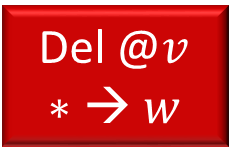 Del @𝑣
* → 𝑤